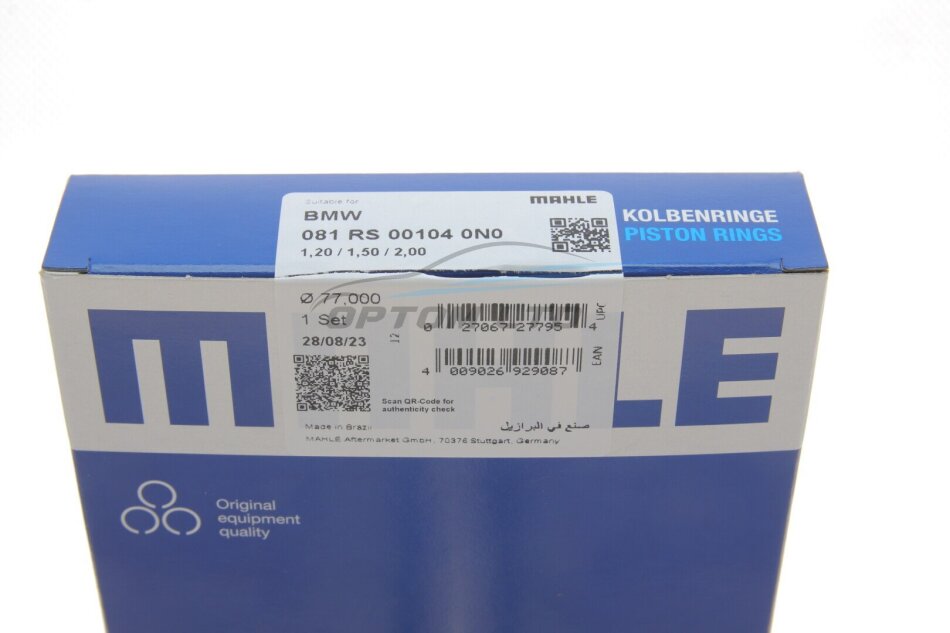 Suitable for
MAHLE
BMW
081 RS 00104 0N0
1,20 / 1,50 / 2,00
KOLBENRINGE
PISTON RINGS
Ø 77,000
1 Set
28/08/23
12
0 27067 27795 4
UPC
4 009026 929087
EAN
Scan QR-Code for
authenticity check
Made in Brazil
صنع في البرازيل
MAHLE Aftermarket GmbH, 70376 Stuttgart, Germany
MAHLE
Original
equipment
quality